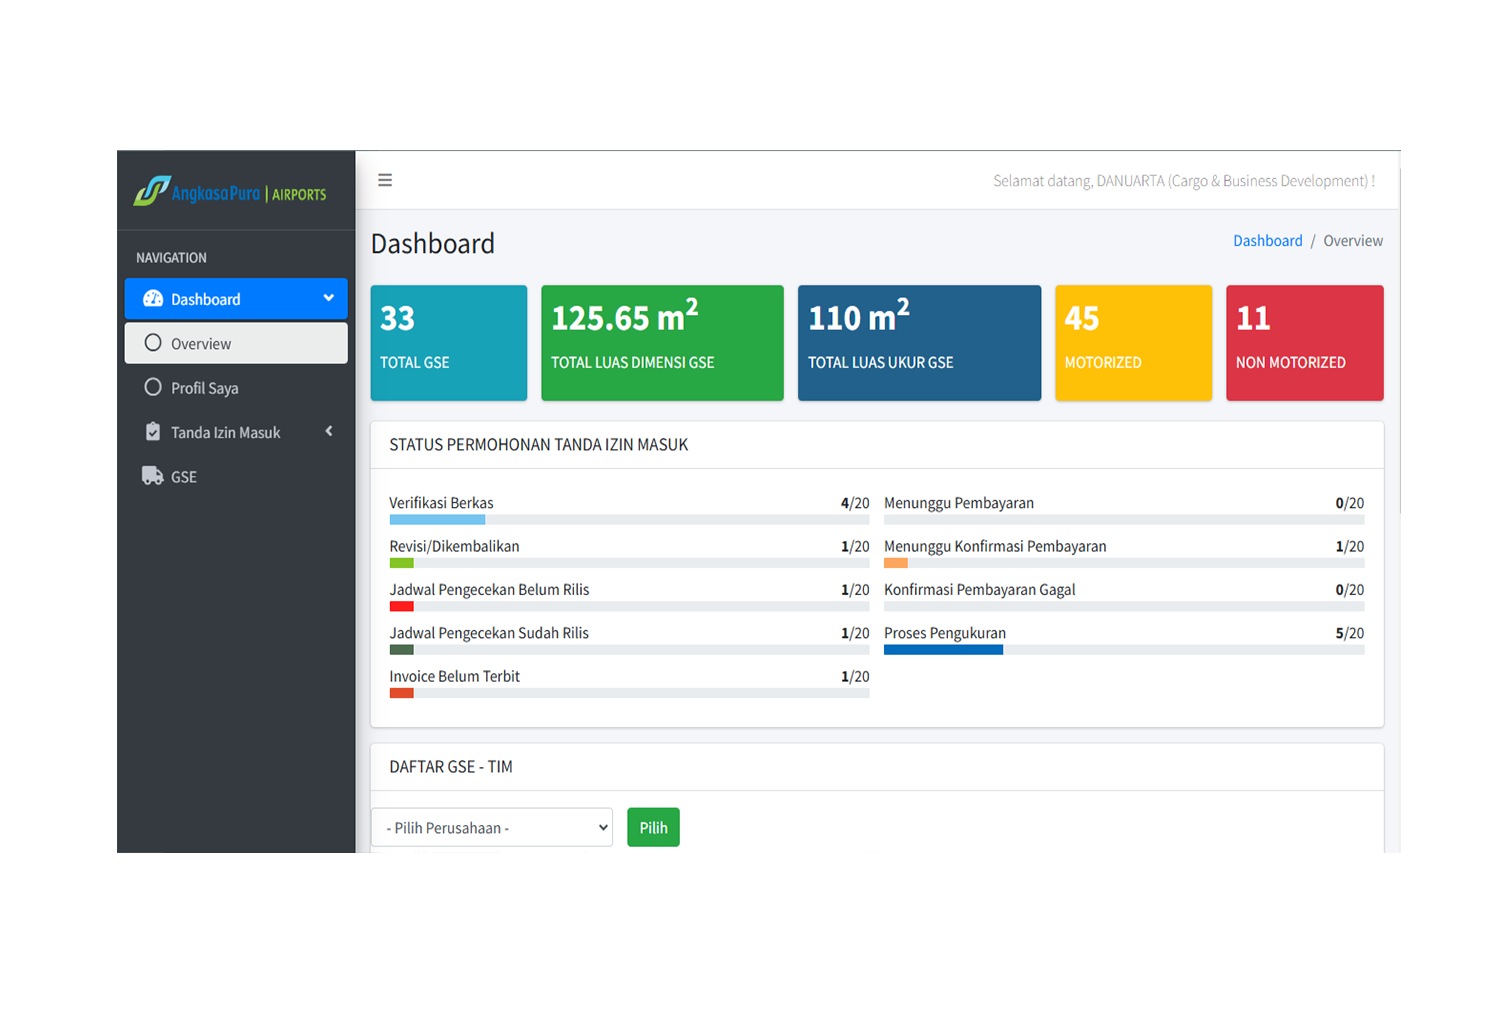 AngkasaPura | AIRPORTS
Selamat datang, DANUARTA (Cargo & Business Development) !
NAVIGATION
Dashboard
Overview
Profil Saya
Tanda Izin Masuk
GSE
Dashboard
Dashboard / Overview
33
TOTAL GSE
125.65 m²
TOTAL LUAS DIMENSI GSE
110 m²
TOTAL LUAS UKUR GSE
45
MOTORIZED
11
NON MOTORIZED
STATUS PERMOHONAN TANDA IZIN MASUK
Verifikasi Berkas 4/20
Revisi/Dikembalikan 1/20
Jadwal Pengecekan Belum Rilis 1/20
Jadwal Pengecekan Sudah Rilis 1/20
Invoice Belum Terbit 1/20
Menunggu Pembayaran 0/20
Menunggu Konfirmasi Pembayaran 1/20
Konfirmasi Pembayaran Gagal 0/20
Proses Pengukuran 5/20
DAFTAR GSE - TIM
- Pilih Perusahaan -
Pilih